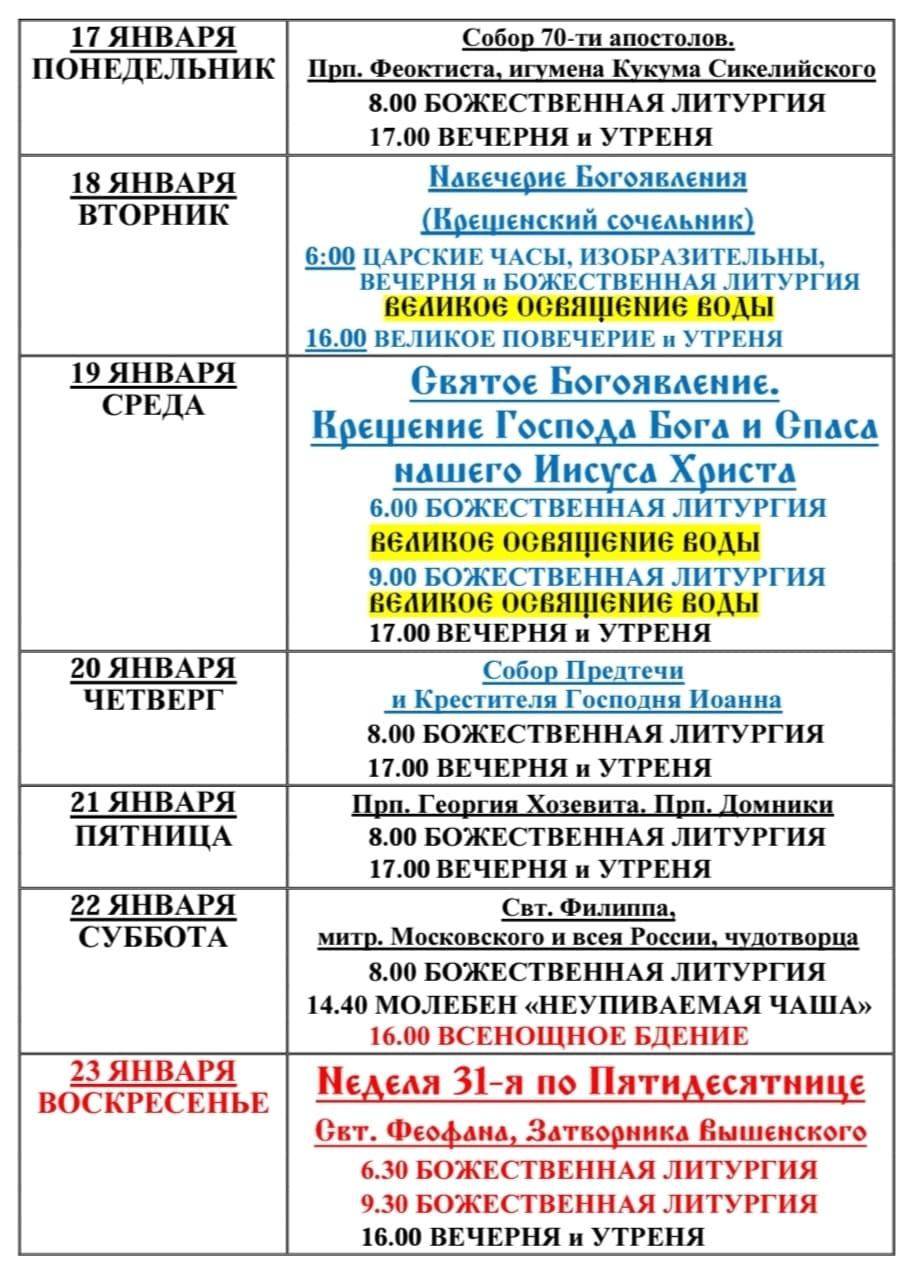 17 ЯНВАРЯ
ПОНЕДЕЛЬНИК
Собор 70-ти апостолов.
Прп. Феоктиста, игумена Кукума Сикелийского
8.00 БОЖЕСТВЕННАЯ ЛИТУРГИЯ
17.00 ВЕЧЕРНЯ и УТРЕНЯ
18 ЯНВАРЯ
ВТОРНИК
Навечерие Богоявления
(Крещенский сочельник)
6:00 ЦАРСКИЕ ЧАСЫ, ИЗОБРАЗИТЕЛЬНЫ,
ВЕЧЕРНЯ и БОЖЕСТВЕННАЯ ЛИТУРГИЯ
ВЕЛИКОЕ ОСВЯЩЕНИЕ ВОДЫ
16.00 ВЕЛИКОЕ ПОВЕЧЕРИЕ и УТРЕНЯ
19 ЯНВАРЯ
СРЕДА
Святое Богоявление.
Крещение Господа Бога и Спаса
нашего Иисуса Христа
6.00 БОЖЕСТВЕННАЯ ЛИТУРГИЯ
ВЕЛИКОЕ ОСВЯЩЕНИЕ ВОДЫ
9.00 БОЖЕСТВЕННАЯ ЛИТУРГИЯ
ВЕЛИКОЕ ОСВЯЩЕНИЕ ВОДЫ
17.00 ВЕЧЕРНЯ и УТРЕНЯ
20 ЯНВАРЯ
ЧЕТВЕРГ
Собор Предтечи
и Крестителя Господня Иоанна
8.00 БОЖЕСТВЕННАЯ ЛИТУРГИЯ
17.00 ВЕЧЕРНЯ и УТРЕНЯ
21 ЯНВАРЯ
ПЯТНИЦА
Прп. Георгия Хозевита. Прп. Домники
8.00 БОЖЕСТВЕННАЯ ЛИТУРГИЯ
17.00 ВЕЧЕРНЯ и УТРЕНЯ
22 ЯНВАРЯ
СУББОТА
Свт. Филиппа,
митр. Московского и всея России, чудотворца
8.00 БОЖЕСТВЕННАЯ ЛИТУРГИЯ
14.40 МОЛЕБЕН «НЕУПИВАЕМАЯ ЧАША»
16.00 ВСЕНОЩНОЕ БДЕНИЕ
23 ЯНВАРЯ
ВОСКРЕСЕНЬЕ
Неделя 31-я по Пятидесятнице
Свт. Феофана, Затворника Вышенского
6.30 БОЖЕСТВЕННАЯ ЛИТУРГИЯ
9.30 БОЖЕСТВЕННАЯ ЛИТУРГИЯ
16.00 ВЕЧЕРНЯ и УТРЕНЯ